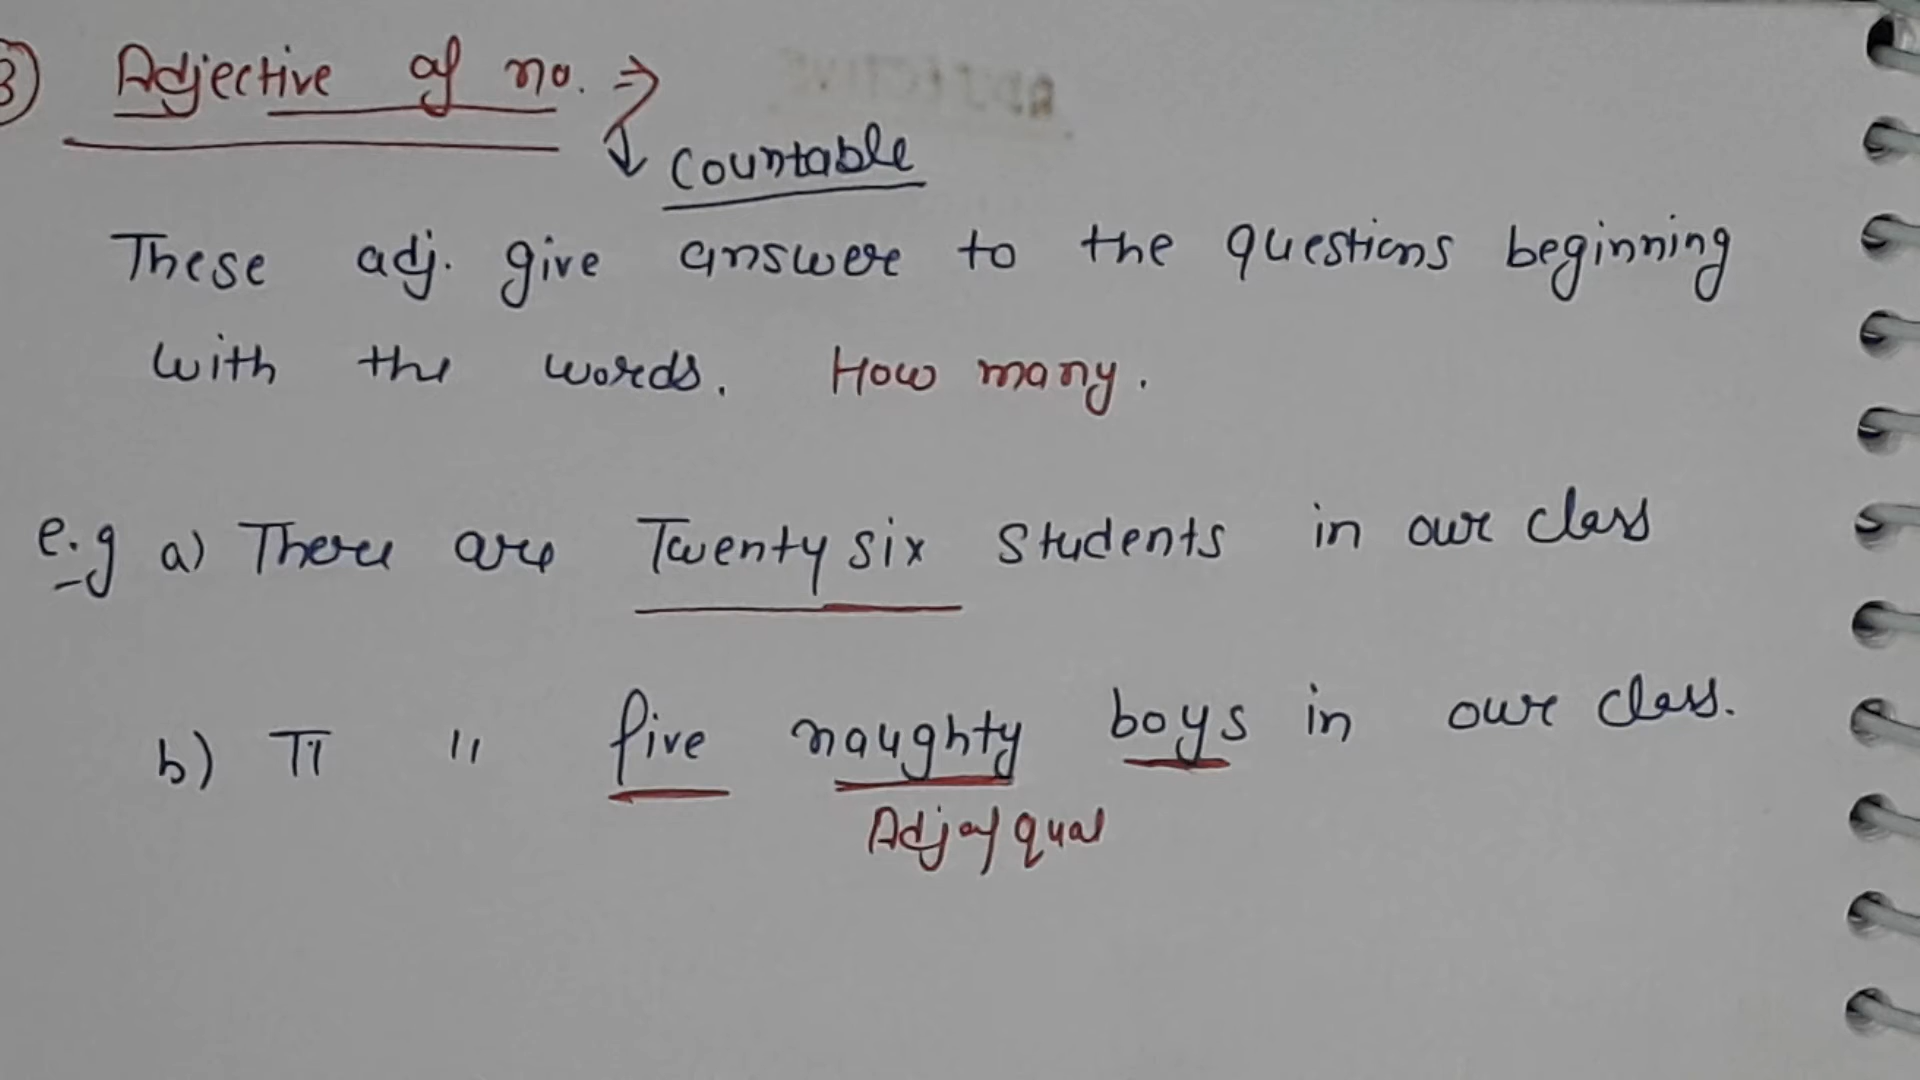 3) Adjective of no. ⇒
↓ Countable
These adj. give answere to the questions beginning
with the words. How many.
e.g a) There are Twenty six students in our class
b) " " five naughty boys in our class.
Adj of qual